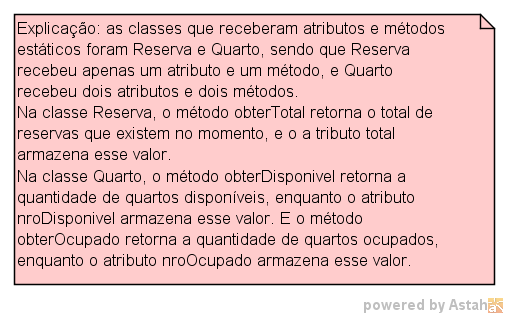 Explicação: as classes que receberam atributos e métodos
estáticos foram Reserva e Quarto, sendo que Reserva
recebeu apenas um atributo e um método, e Quarto
recebeu dois atributos e dois métodos.
Na classe Reserva, o método obterTotal retorna o total de
reservas que existem no momento, e o a tributo total
armazena esse valor.
Na classe Quarto, o método obterDisponivel retorna a
quantidade de quartos disponíveis, enquanto o atributo
nroDisponivel armazena esse valor. E o método
obterOcupado retorna a quantidade de quartos ocupados,
enquanto o atributo nroOcupado armazena esse valor.
powered by Astah